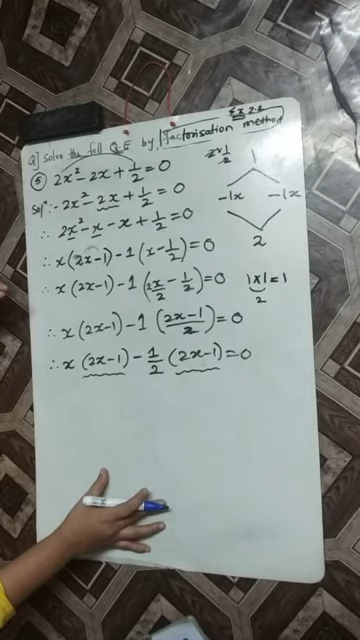 Ex 2.2
Q] Solve the foll Q.E by Factorisation method
⑤ 2x² - 2x + 1/2 = 0
Solⁿ :- 2x² - 2x + 1/2 = 0
∴ 2x² - x - x + 1/2 = 0
∴ x (2x-1) - 1 (x - 1/2) = 0
∴ x (2x-1) - 1 (2x/2 - 1/2) = 0
∴ x (2x-1) - 1 ((2x-1)/2) = 0
∴ x (2x-1) - 1/2 (2x-1) = 0
2×1/2
1
-1x -1x
2
1x1 = 1
2